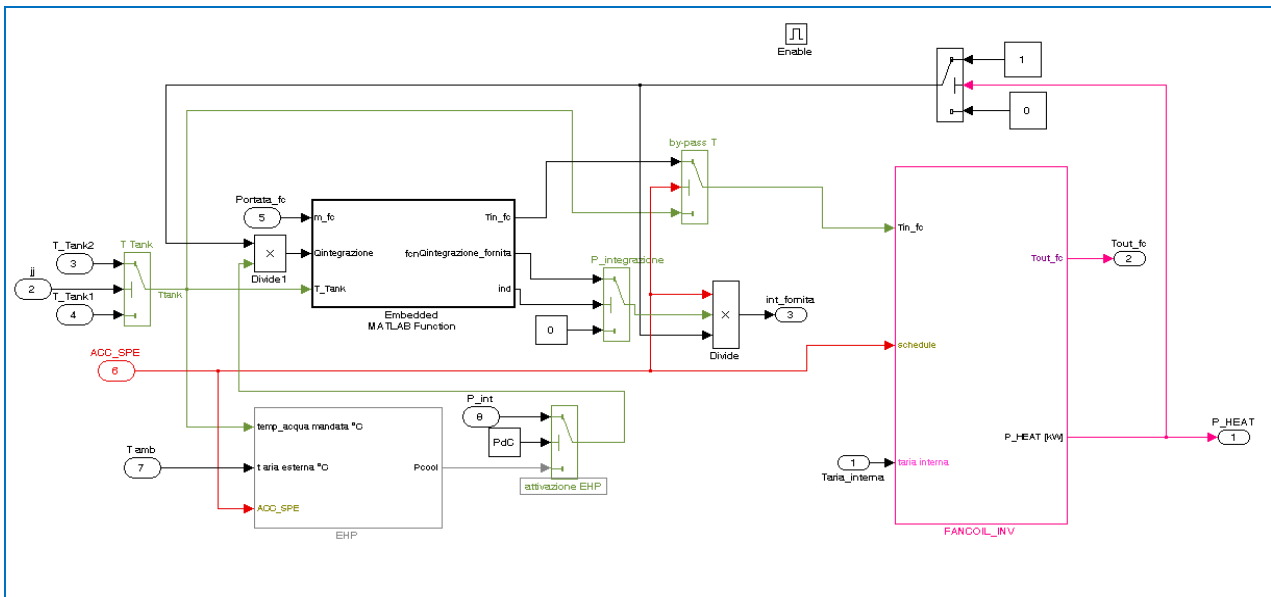 Enable
1
0
by-pass T
Portata_fc
5
m_fc
Tin_fc
T_Tank2
3
T Tank
Qintegrazione
fcn
Qintegrazione_fornita
P_integrazione
Tin_fc
Divide1
jj
2
Ttank
T_Tank
ind
Tout_fc
Tout_fc
2
T_Tank1
4
Embedded
MATLAB Function
0
Divide
int_fornita
3
ACC_SPE
6
schedule
P_int
8
temp_acqua mandata °C
PdC
Tamb
7
t aria esterna °C
Pcool
attivazione EHP
ACC_SPE
EHP
P_HEAT [kW]
P_HEAT
1
1
taria interna
Taria_interna
FANCOIL_INV